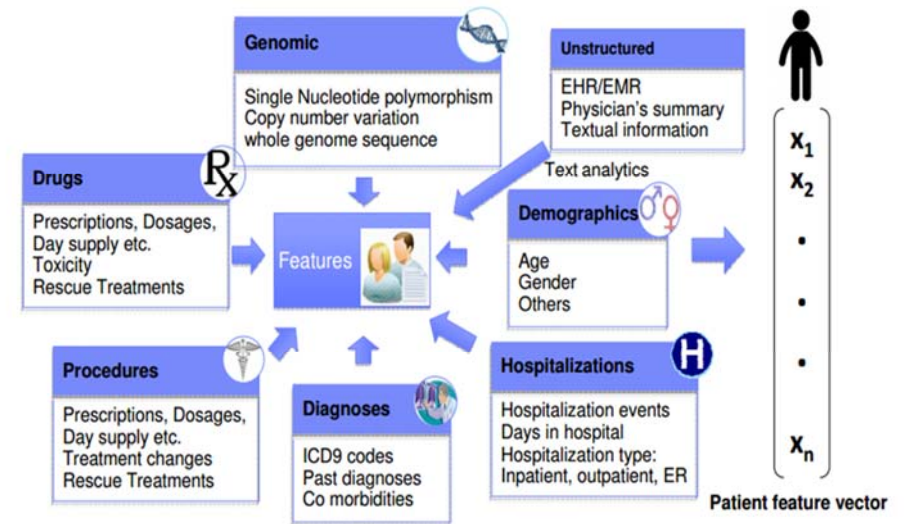 Genomic
Single Nucleotide polymorphism
Copy number variation
whole genome sequence
Unstructured
EHR/EMR
Physician's summary
Textual information
Text analytics
Drugs
Rx
Prescriptions, Dosages,
Day supply etc.
Toxicity
Rescue Treatments
Features
Demographics
Age
Gender
Others
Procedures
Prescriptions, Dosages,
Day supply etc.
Treatment changes
Rescue Treatments
Diagnoses
ICD9 codes
Past diagnoses
Co morbidities
Hospitalizations
H
Hospitalization events
Days in hospital
Hospitalization type:
Inpatient, outpatient, ER
x₁
x₂
.
.
.
xₙ
Patient feature vector